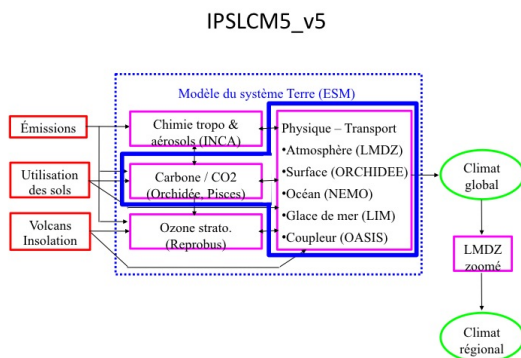 IPSLCM5_v5
Modèle du système Terre (ESM)
Émissions
Utilisation
des sols
Volcans
Insolation
Chimie tropo &
aérosols (INCA)
Carbone / CO2
(Orchidée, Pisces)
Ozone strato.
(Reprobus)
Physique – Transport
•Atmosphère (LMDZ)
•Surface (ORCHIDEE)
•Océan (NEMO)
•Glace de mer (LIM)
•Coupleur (OASIS)
Climat
global
LMDZ
zoomé
Climat
régional